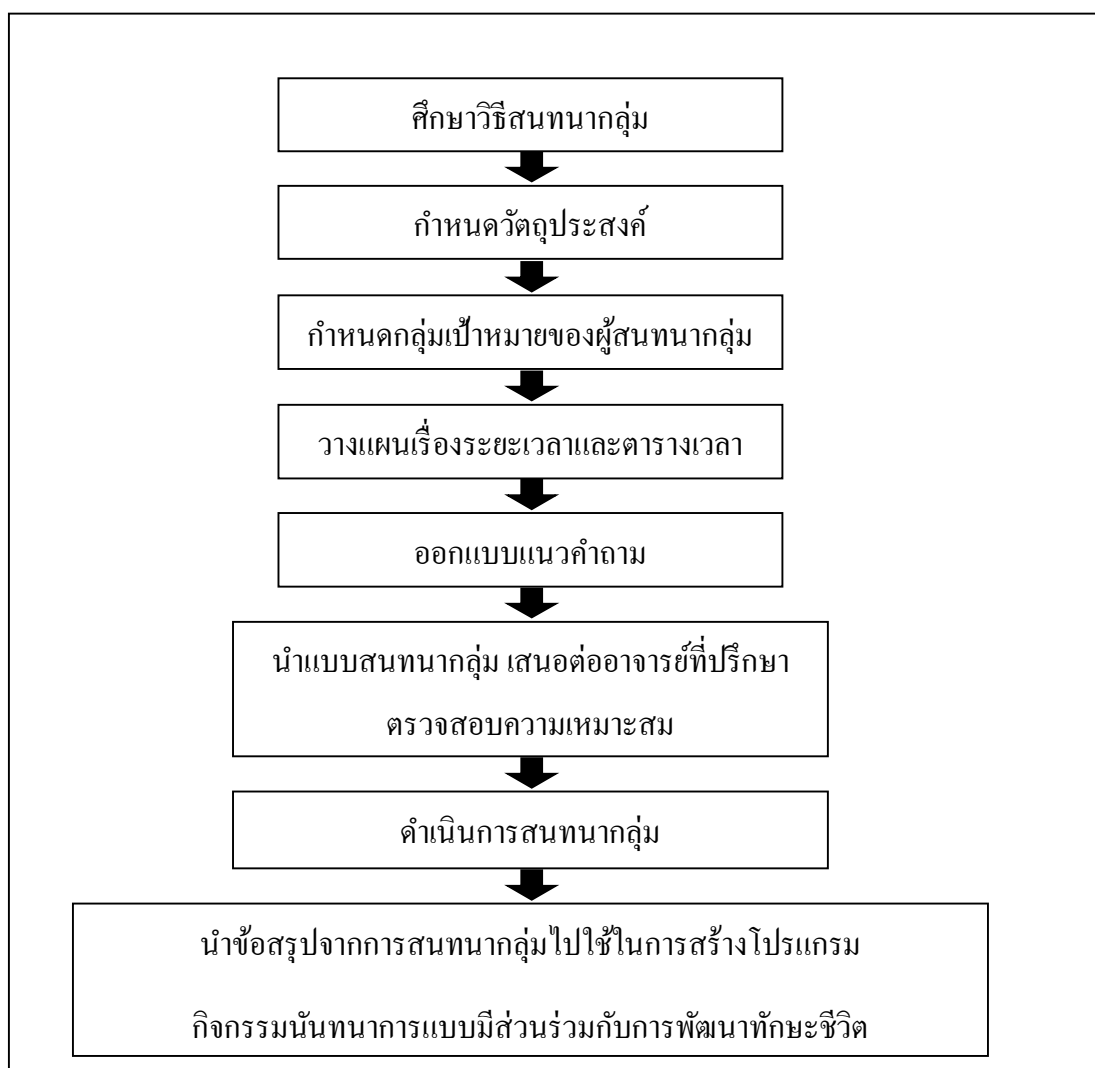 ศึกษาวิธีสนทนากลุ่ม
กำหนดวัตถุประสงค์
กำหนดกลุ่มเป้าหมายของผู้สนทนากลุ่ม
วางแผนเรื่องระยะเวลาและตารางเวลา
ออกแบบแนวคำถาม
นำแบบสนทนากลุ่ม เสนอต่ออาจารย์ที่ปรึกษา
ตรวจสอบความเหมาะสม
ดำเนินการสนทนากลุ่ม
นำข้อสรุปจากการสนทนากลุ่มไปใช้ในการสร้างโปรแกรม
กิจกรรมนันทนาการแบบมีส่วนร่วมกับการพัฒนาทักษะชีวิต